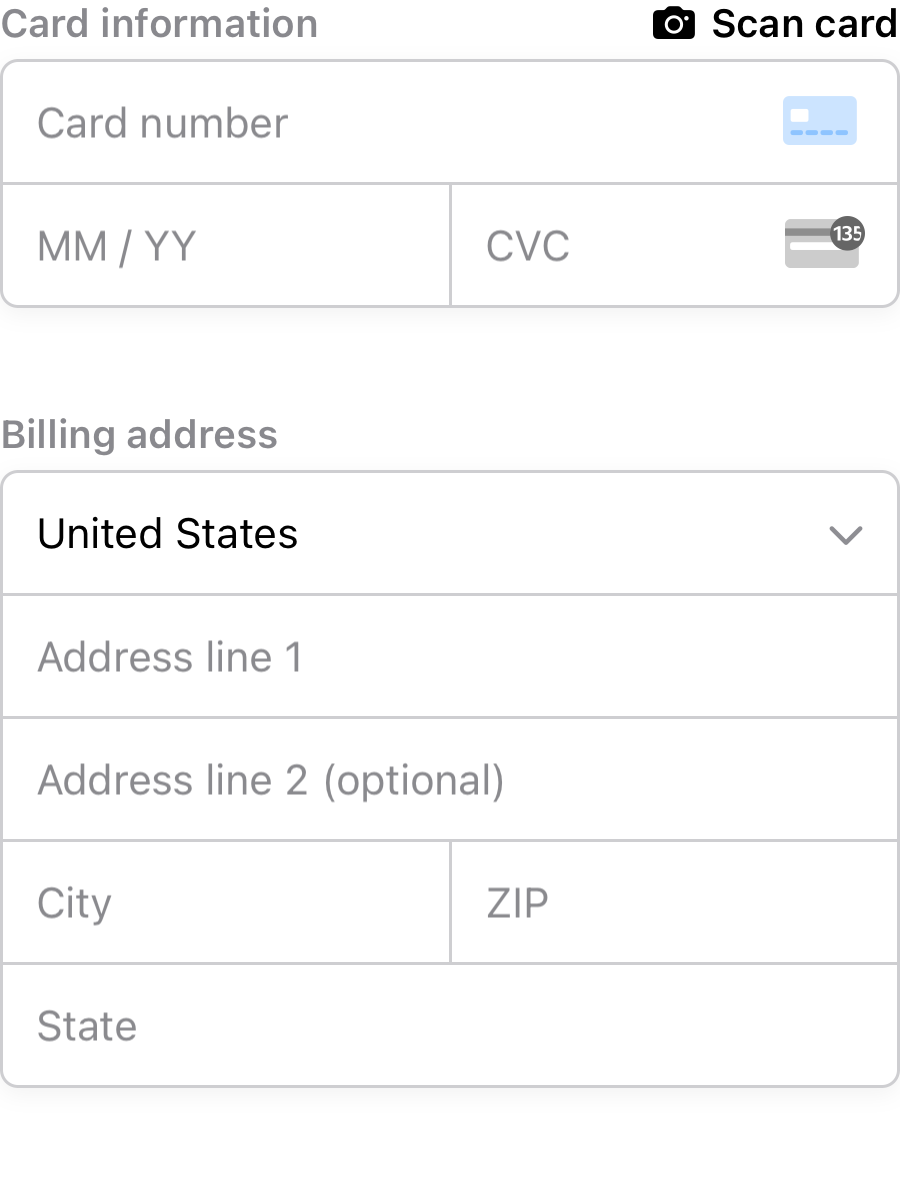 Card information Scan card
Card number
MM / YY CVC 135
Billing address
United States
Address line 1
Address line 2 (optional)
City ZIP
State